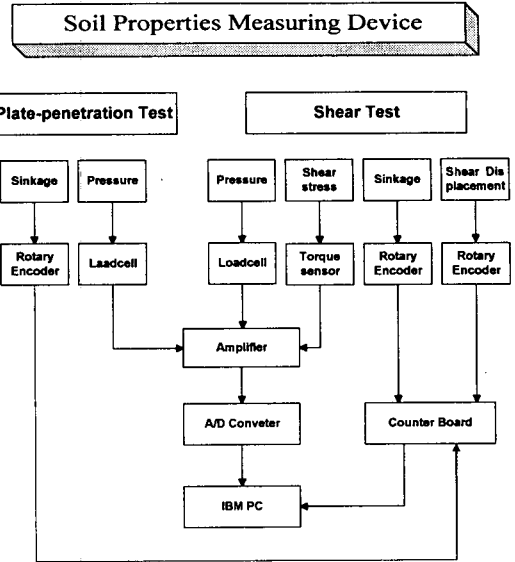 Soil Properties Measuring Device
Plate-penetration Test
Shear Test
Sinkage
Pressure
Pressure
Shear
stress
Sinkage
Shear Dis
placement
Rotary
Encoder
Laadcell
Loadcell
Torque
sensor
Rotary
Encoder
Rotary
Encoder
Amplifier
A/D Conveter
Counter Board
IBM PC